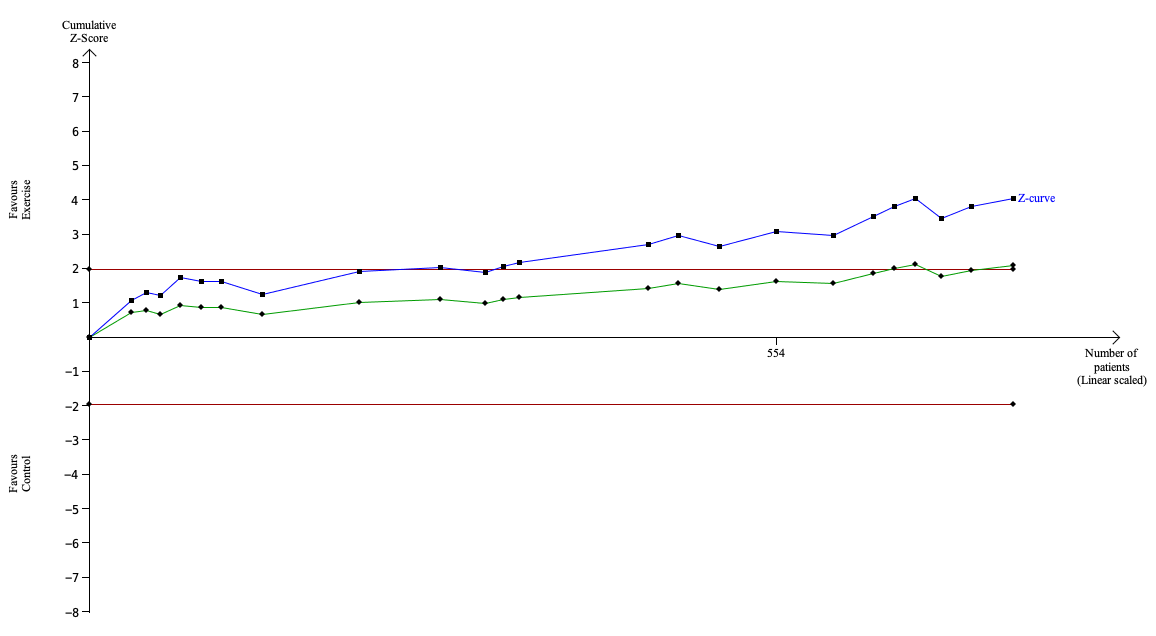 Cumulative
Z-Score
8
7
6
5
4
3
2
1
Favours
Exercise
Z-curve
554
Number of
patients
(Linear scaled)
−1
−2
−3
−4
−5
−6
−7
−8
Favours
Control